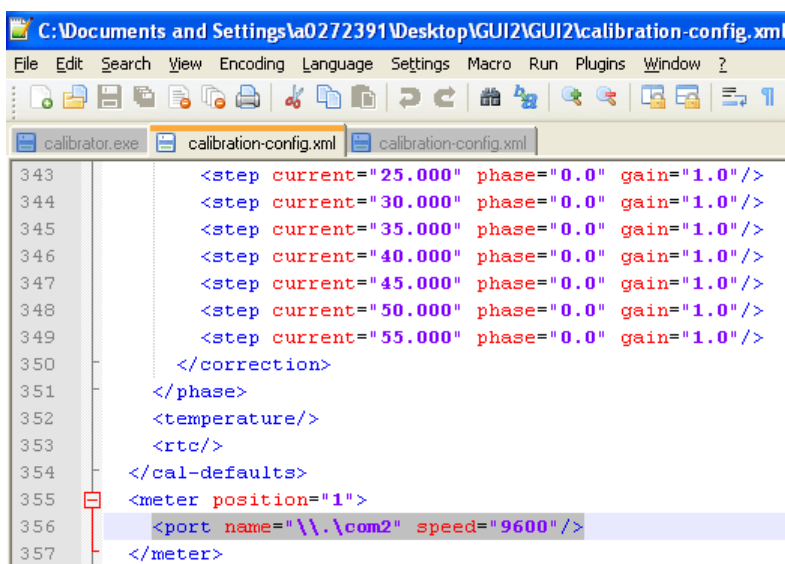 C:\Documents and Settings\a0272391\Desktop\GUI2\GUI2\calibration-config.xml
File Edit Search View Encoding Language Settings Macro Run Plugins Window ?
calibrator.exe calibration-config.xml calibration-config.xml
343 <step current="25.000" phase="0.0" gain="1.0"/>
344 <step current="30.000" phase="0.0" gain="1.0"/>
345 <step current="35.000" phase="0.0" gain="1.0"/>
346 <step current="40.000" phase="0.0" gain="1.0"/>
347 <step current="45.000" phase="0.0" gain="1.0"/>
348 <step current="50.000" phase="0.0" gain="1.0"/>
349 <step current="55.000" phase="0.0" gain="1.0"/>
350 </correction>
351 </phase>
352 <temperature/>
353 <rtc/>
354 </cal-defaults>
355 <meter position="1">
356 <port name="\\.\com2" speed="9600"/>
357 </meter>